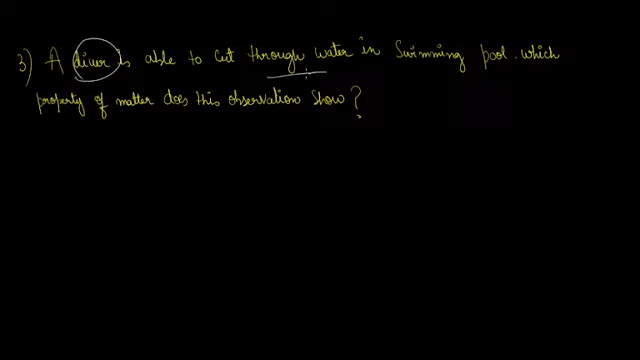 3) A diver is able to cut through water in swimming pool. which
property of matter does this observation show?